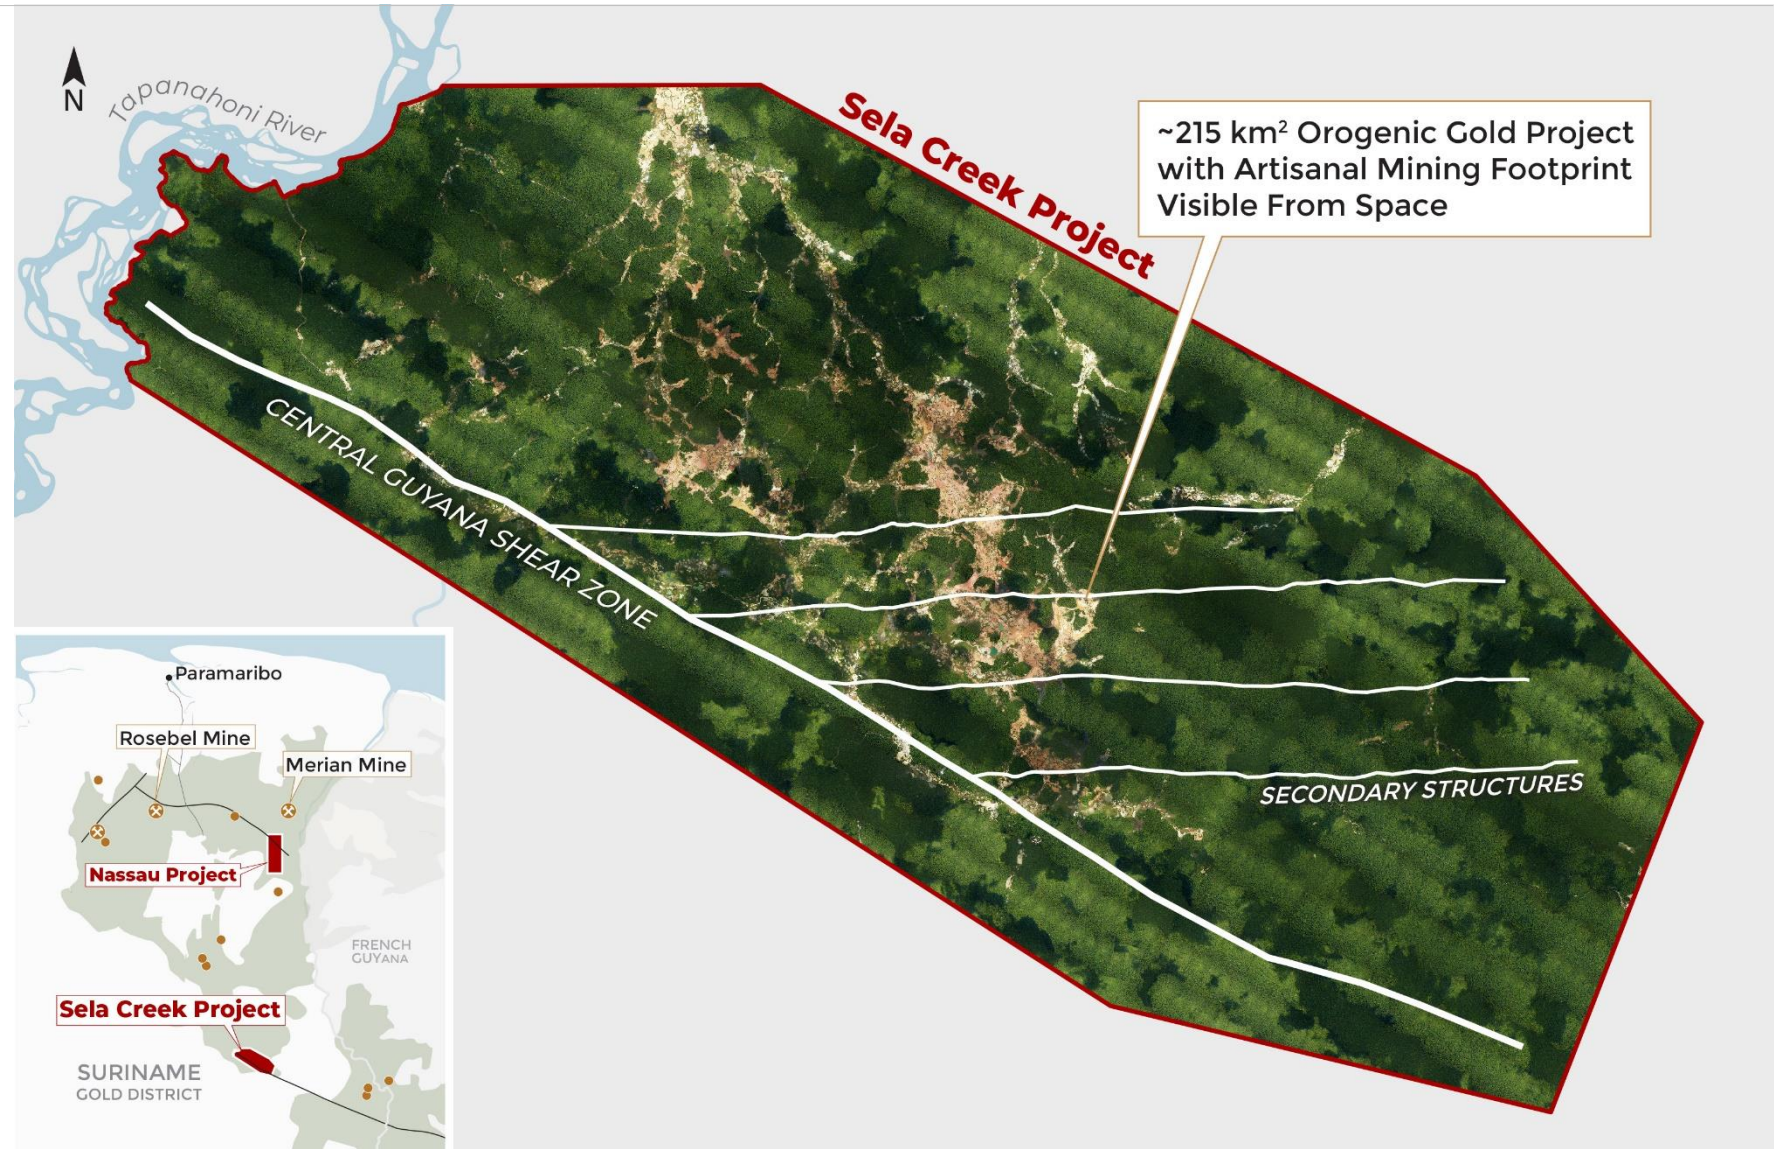 N
Tapanahoni River
Sela Creek Project
~215 km² Orogenic Gold Project
with Artisanal Mining Footprint
Visible From Space
CENTRAL GUYANA SHEAR ZONE
SECONDARY STRUCTURES
Paramaribo
Rosebel Mine
Merian Mine
Nassau Project
FRENCH
GUYANA
Sela Creek Project
SURINAME
GOLD DISTRICT